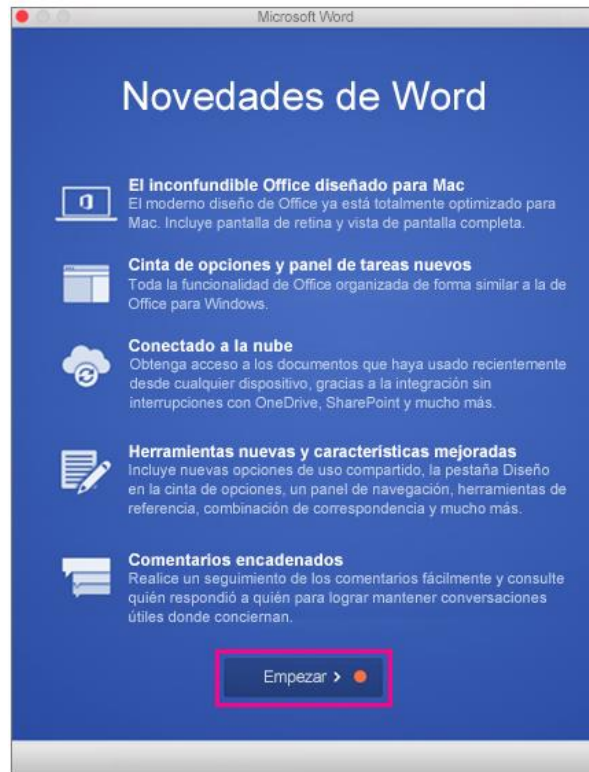 Microsoft Word
Novedades de Word
El inconfundible Office diseñado para Mac
El moderno diseño de Office ya está totalmente optimizado para
Mac. Incluye pantalla de retina y vista de pantalla completa.
Cinta de opciones y panel de tareas nuevos
Toda la funcionalidad de Office organizada de forma similar a la de
Office para Windows.
Conectado a la nube
Obtenga acceso a los documentos que haya usado recientemente
desde cualquier dispositivo, gracias a la integración sin
interrupciones con OneDrive, SharePoint y mucho más.
Herramientas nuevas y características mejoradas
Incluye nuevas opciones de uso compartido, la pestaña Diseño
en la cinta de opciones, un panel de navegación, herramientas de
referencia, combinación de correspondencia y mucho más.
Comentarios encadenados
Realice un seguimiento de los comentarios fácilmente y consulte
quién respondió a quién para lograr mantener conversaciones
útiles donde conciernan.
Empezar >